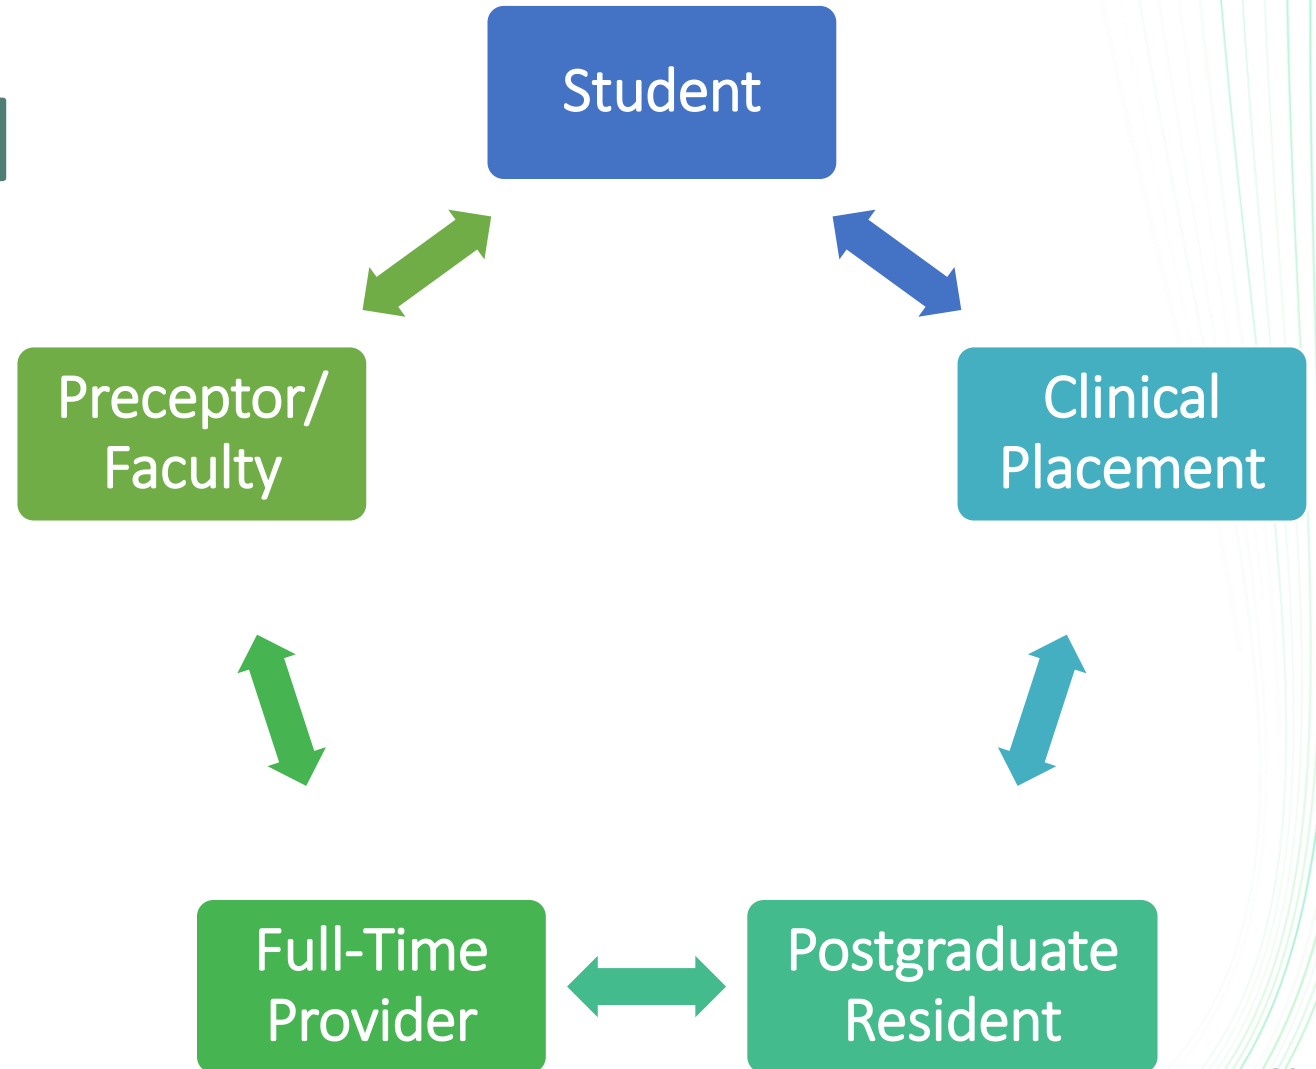 Student
Preceptor/
Faculty
Clinical
Placement
Full-Time
Provider
Postgraduate
Resident